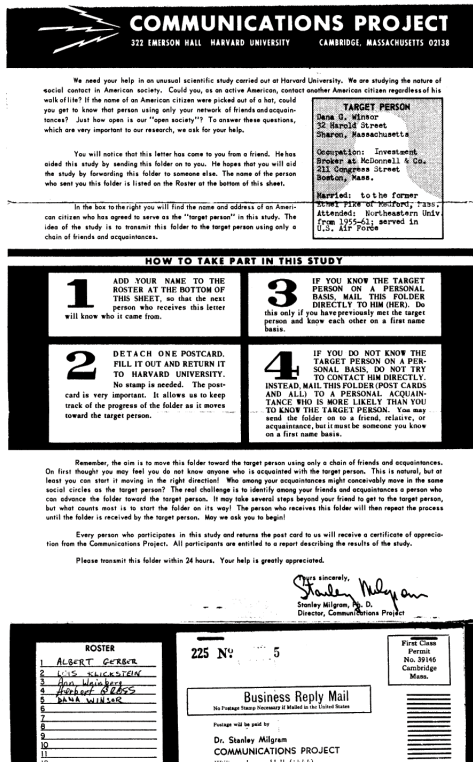 COMMUNICATIONS PROJECT
322 EMERSON HALL HARVARD UNIVERSITY CAMBRIDGE, MASSACHUSETTS 02138
We need your help in an unusual scientific study carried out at Harvard University. We are studying the nature of
social contact in American society. Could you, as an active American, contact another American citizen regardless of his
walk of life? If the name of an American citizen were picked out of a hat, could
you get to know that person using only your network of friends and acquain-
tances? Just how open is our "open society"? To answer these questions,
which are very important to our research, we ask for your help.
You will notice that this letter has come to you from a friend. He has
aided this study by sending this folder on to you. He hopes that you will aid
the study by forwarding this folder to someone else. The name of the person
who sent you this folder is listed on the Roster at the bottom of this sheet.
In the box to the right you will find the name and address of an Ameri-
can citizen who has agreed to serve as the "target person" in this study. The
idea of the study is to transmit this folder to the target person using only a
chain of friends and acquaintances.
TARGET PERSON
Dana G. Winsor
32 Harold Street
Sharon, Massachusetts
Occupation: Investment
Broker at McDonnell & Co.
211 Congress Street
Boston, Mass.
Married: to the former
Ethel Pike of Medford, Mass.
Attended: Northeastern Univ.
from 1955-61; served in
U.S. Air Force
HOW TO TAKE PART IN THIS STUDY
1
ADD YOUR NAME TO THE
ROSTER AT THE BOTTOM OF
THIS SHEET, so that the next
person who receives this letter
will know who it came from.
2
DETACH ONE POSTCARD.
FILL IT OUT AND RETURN IT
TO HARVARD UNIVERSITY.
No stamp is needed. The post-
card is very important. It allows us to keep
track of the progress of the folder as it moves
toward the target person.
3
IF YOU KNOW THE TARGET
PERSON ON A PERSONAL
BASIS, MAIL THIS FOLDER
DIRECTLY TO HIM (HER). Do
this only if you have previously met the target
person and know each other on a first name
basis.
4
IF YOU DO NOT KNOW THE
TARGET PERSON ON A PER-
SONAL BASIS, DO NOT TRY
TO CONTACT HIM DIRECTLY.
INSTEAD, MAIL THIS FOLDER (POST CARDS
AND ALL) TO A PERSONAL ACQUAIN-
TANCE WHO IS MORE LIKELY THAN YOU
TO KNOW THE TARGET PERSON. You may
send the folder on to a friend, relative, or
acquaintance, but it must be someone you know
on a first name basis.
Remember, the aim is to move this folder toward the target person using only a chain of friends and acquaintances.
On first thought you may feel you do not know anyone who is acquainted with the target person. This is natural, but at
least you can start it moving in the right direction! Who among your acquaintances might conceivably move in the same
social circles as the target person? The real challenge is to identify among your friends and acquaintances a person who
can advance the folder toward the target person. It may take several steps beyond your friend to get to the target person,
but what counts most is to start the folder on its way! The person who receives this folder will then repeat the process
until the folder is received by the target person. May we ask you to begin!
Every person who participates in this study and returns the post card to us will receive a certificate of apprecia-
tion from the Communications Project. All participants are entitled to a report describing the results of the study.
Please transmit this folder within 24 hours. Your help is greatly appreciated.
Yours sincerely,
Stanley Milgram
Stanley Milgram, Ph. D.
Director, Communications Project
ROSTER
1 ALBERT GERBER
2 LOUIS KLICKSTEIN
3 Ann Weinberg
4 Herbert BRASS
5 DANA WINSOR
6
7
8
9
10
11
225 No 5
Business Reply Mail
No Postage Stamp Necessary if Mailed in the United States
Postage will be paid by
Dr. Stanley Milgram
COMMUNICATIONS PROJECT
First Class
Permit
No. 39146
Cambridge
Mass.